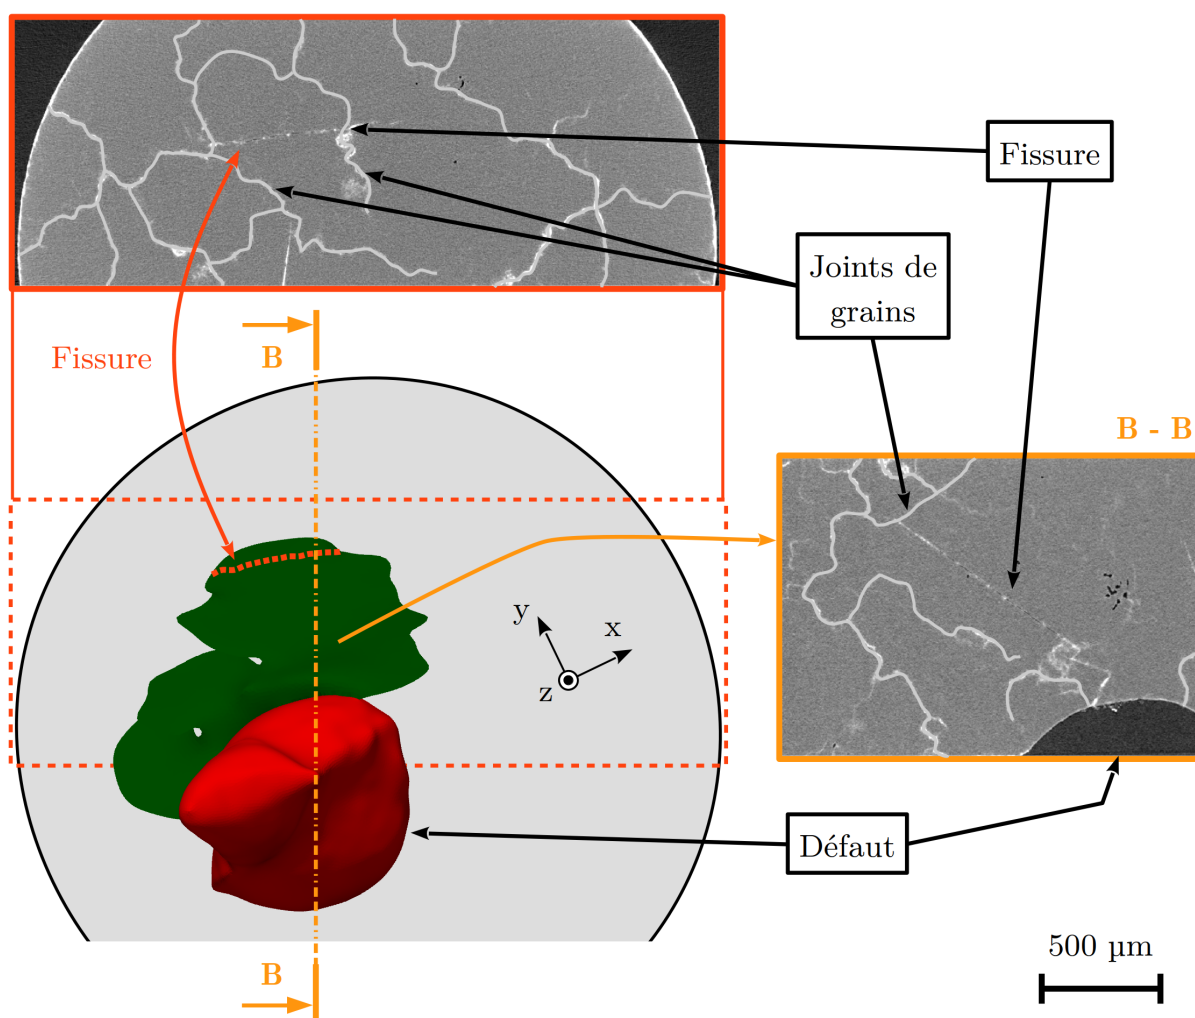 Fissure
Joints de
grains
Fissure
B
B - B
y
x
z
Défaut
500 µm
B